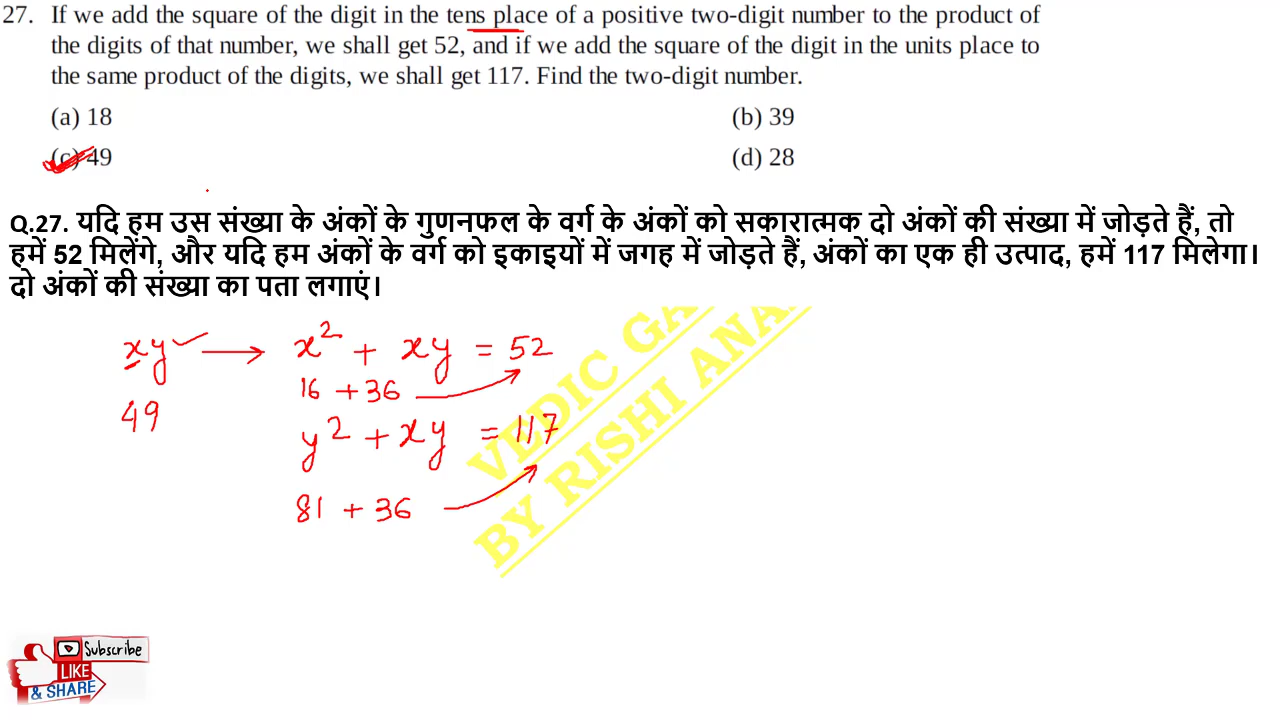 27. If we add the square of the digit in the tens place of a positive two-digit number to the product of
the digits of that number, we shall get 52, and if we add the square of the digit in the units place to
the same product of the digits, we shall get 117. Find the two-digit number.
(a) 18 (b) 39
(c) 49 (d) 28
Q.27. यदि हम उस संख्या के अंकों के गुणनफल के वर्ग के अंकों को सकारात्मक दो अंकों की संख्या में जोड़ते हैं, तो
हमें 52 मिलेंगे, और यदि हम अंकों के वर्ग को इकाइयों में जगह में जोड़ते हैं, अंकों का एक ही उत्पाद, हमें 117 मिलेगा।
दो अंकों की संख्या का पता लगाएं।
xy → x² + xy = 52
16 + 36
49
y² + xy = 117
81 + 36
VEDIC GA
BY RISHI ANA
Subscribe
LIKE
& SHARE